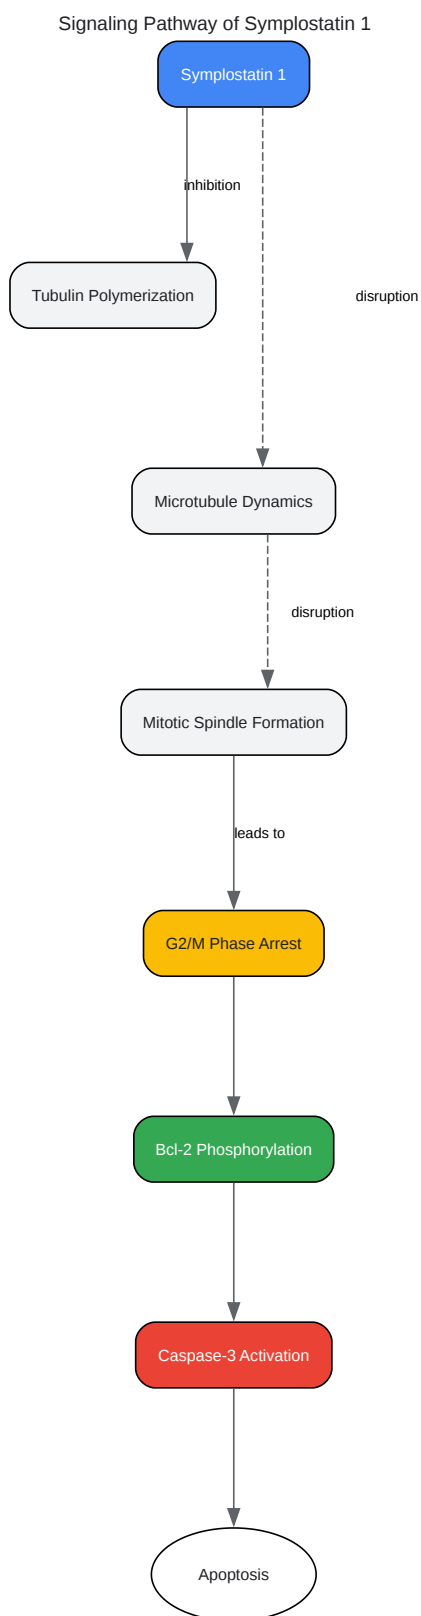 Signaling Pathway of Symplostatin 1
Symplostatin 1
inhibition
Tubulin Polymerization
disruption
Microtubule Dynamics
disruption
Mitotic Spindle Formation
leads to
G2/M Phase Arrest
Bcl-2 Phosphorylation
Caspase-3 Activation
Apoptosis